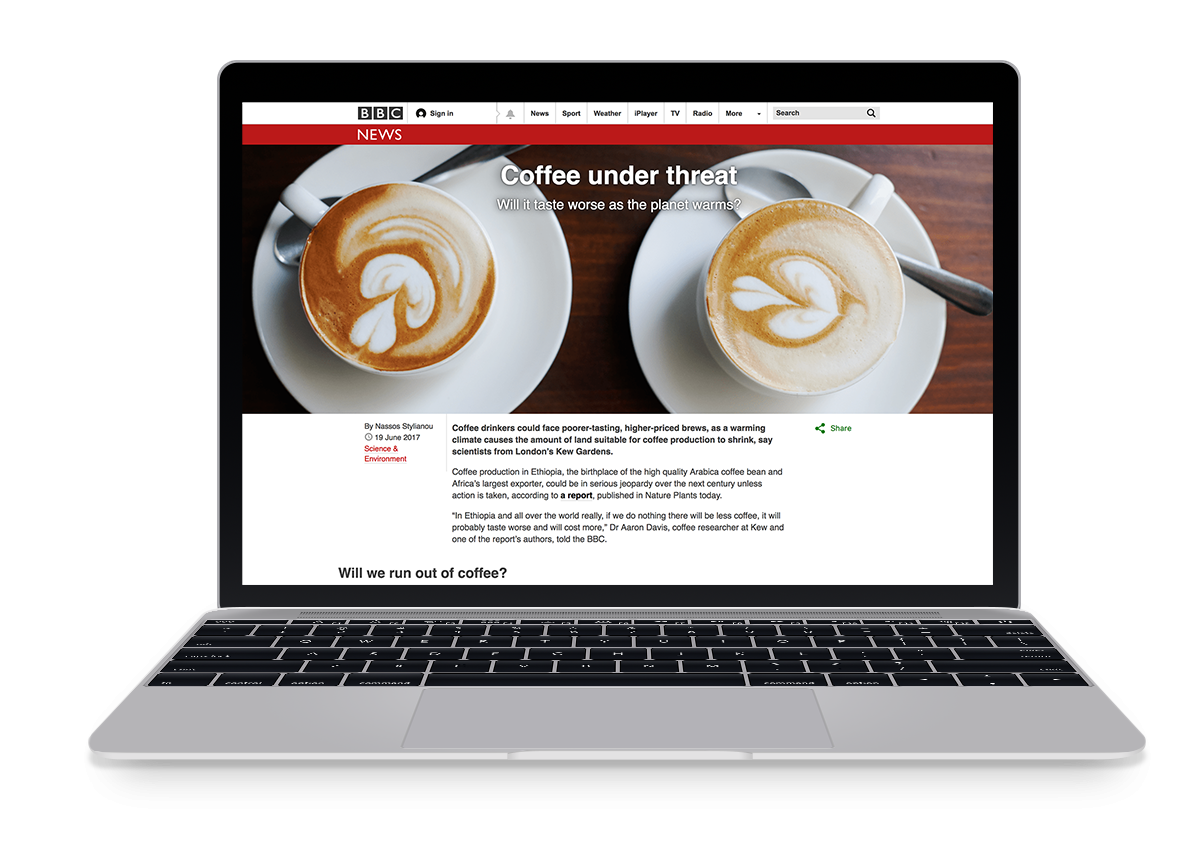 BBC Sign in News Sport Weather iPlayer TV Radio More Search
NEWS
Coffee under threat
Will it taste worse as the planet warms?
By Nassos Stylianou
19 June 2017
Science &
Environment
Coffee drinkers could face poorer-tasting, higher-priced brews, as a warming
climate causes the amount of land suitable for coffee production to shrink, say
scientists from London's Kew Gardens.
Coffee production in Ethiopia, the birthplace of the high quality Arabica coffee bean and
Africa's largest exporter, could be in serious jeopardy over the next century unless
action is taken, according to a report, published in Nature Plants today.
“In Ethiopia and all over the world really, if we do nothing there will be less coffee, it will
probably taste worse and will cost more,” Dr Aaron Davis, coffee researcher at Kew and
one of the report's authors, told the BBC.
Share
Will we run out of coffee?
control option command command option